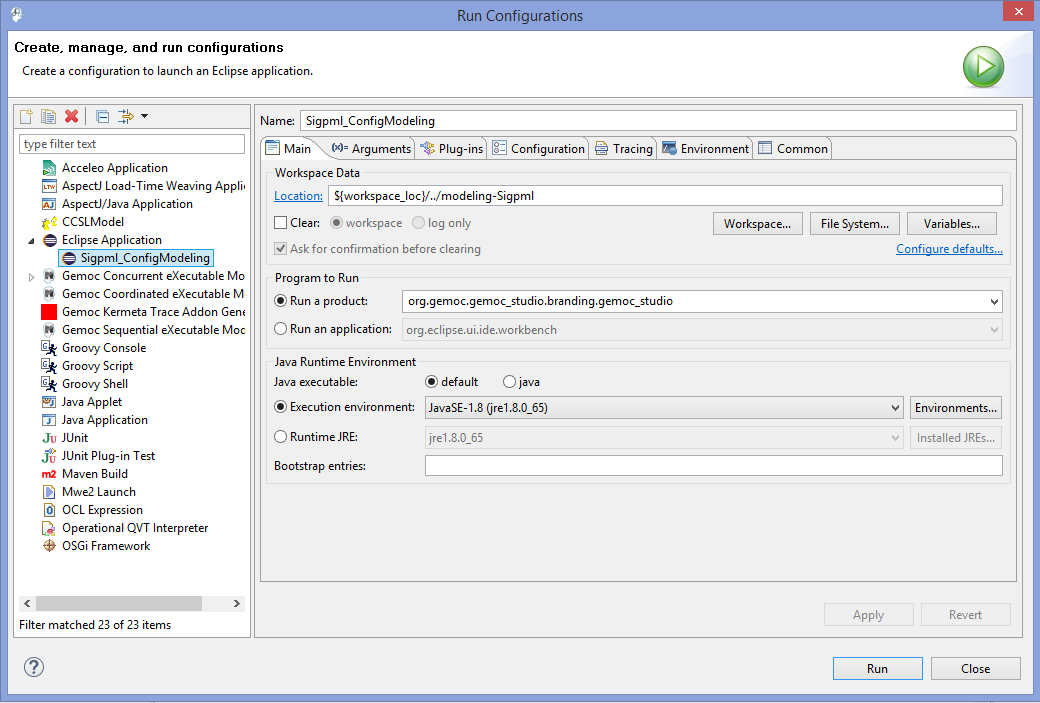 Run Configurations
Create, manage, and run configurations
Create a configuration to launch an Eclipse application.
type filter text
Acceleo Application
AspectJ Load-Time Weaving Appli
AspectJ/Java Application
CCSLModel
Eclipse Application
Sigpml_ConfigModeling
Gemoc Concurrent eXecutable Mo
Gemoc Coordinated eXecutable M
Gemoc Kermeta Trace Addon Gene
Gemoc Sequential eXecutable Moc
Groovy Console
Groovy Script
Groovy Shell
Java Applet
Java Application
JUnit
JUnit Plug-in Test
Maven Build
Mwe2 Launch
OCL Expression
Operational QVT Interpreter
OSGi Framework
Filter matched 23 of 23 items
Name: Sigpml_ConfigModeling
Main (x)= Arguments Plug-ins Configuration Tracing Environment Common
Workspace Data
Location: ${workspace_loc}/../modeling-Sigpml
Clear: workspace log only Workspace... File System... Variables...
Ask for confirmation before clearing Configure defaults...
Program to Run
Run a product: org.gemoc.gemoc_studio.branding.gemoc_studio
Run an application: org.eclipse.ui.ide.workbench
Java Runtime Environment
Java executable: default java
Execution environment: JavaSE-1.8 (jre1.8.0_65) Environments...
Runtime JRE: jre1.8.0_65 Installed JREs...
Bootstrap entries:
Apply Revert
Run Close